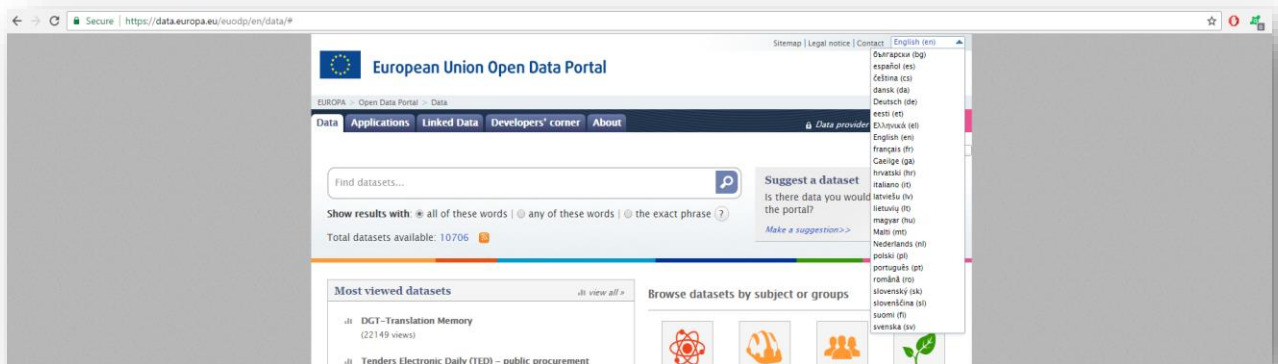 Secure | https://data.europa.eu/euodp/en/data/#
Sitemap | Legal notice | Contact English (en)
European Union Open Data Portal
EUROPA > Open Data Portal > Data
Data Applications Linked Data Developers' corner About Data provider
български (bg)
español (es)
čeština (cs)
dansk (da)
Deutsch (de)
eesti (et)
Ελληνικά (el)
English (en)
français (fr)
Gaeilge (ga)
hrvatski (hr)
italiano (it)
latviešu (lv)
lietuvių (lt)
magyar (hu)
Malti (mt)
Nederlands (nl)
polski (pl)
português (pt)
română (ro)
slovenský (sk)
slovenščina (sl)
suomi (fi)
svenska (sv)
Find datasets...
Show results with: all of these words | any of these words | the exact phrase ?
Total datasets available: 10706
Suggest a dataset
Is there data you would
the portal?
Make a suggestion>>
Most viewed datasets view all »
DGT-Translation Memory
(22149 views)
Tenders Electronic Daily (TED) – public procurement
Browse datasets by subject or groups